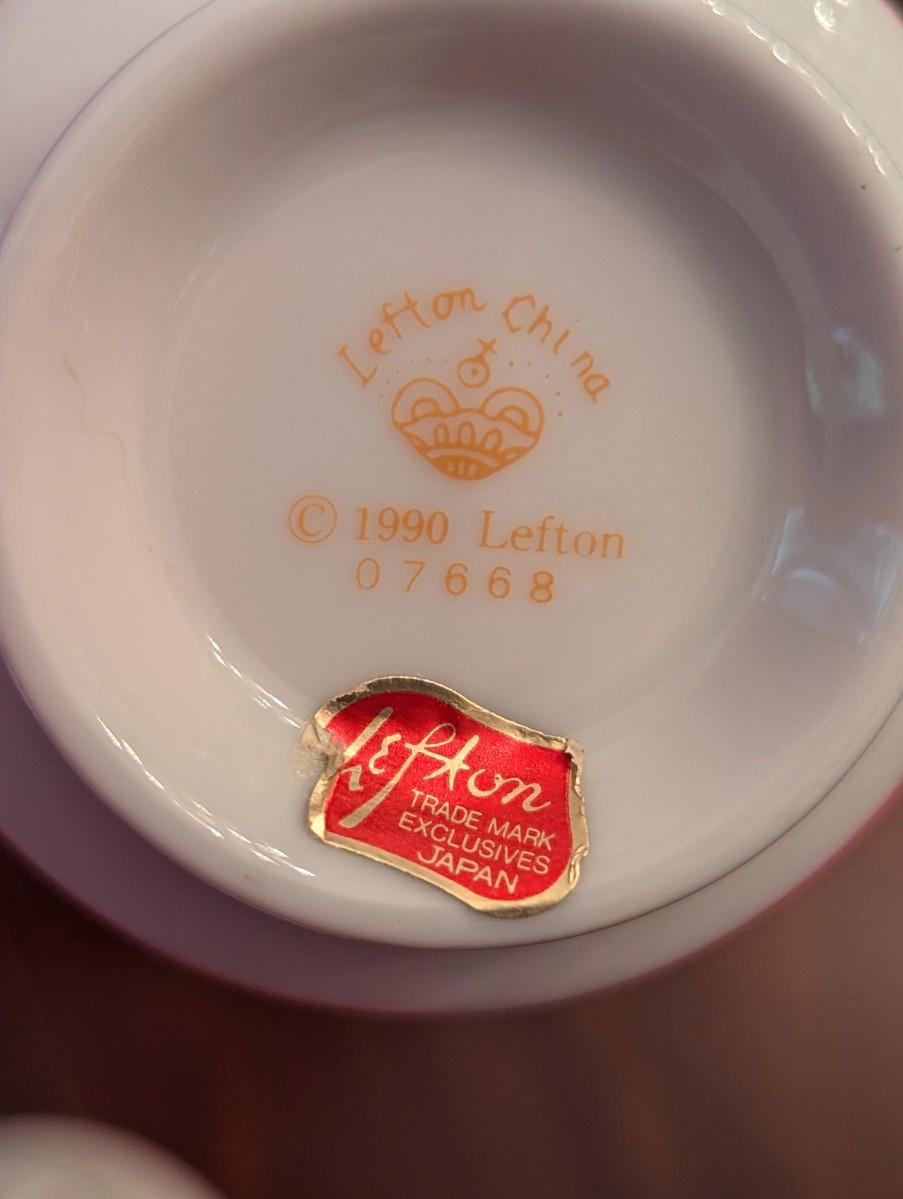 Lefton China
© 1990 Lefton
07668
Lefton
TRADE MARK
EXCLUSIVES
JAPAN